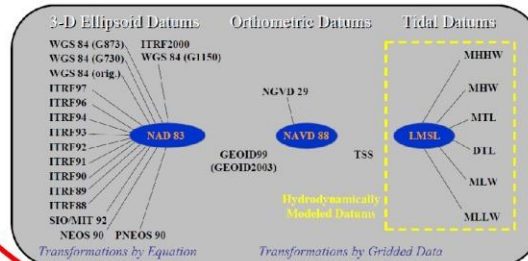 3-D Ellipsoid Datums
Orthometric Datums
Tidal Datums
WGS 84 (G873)
ITRF2000
WGS 84 (G730)
WGS 84 (G1150)
WGS 84 (orig.)
ITRF97
ITRF96
ITRF94
ITRF93
ITRF92
ITRF91
ITRF90
ITRF89
ITRF88
SIO/MIT 92
NEOS 90
PNEOS 90
NAD 83
Transformations by Equation
NGVD 29
NAVD 88
GEOID99
(GEOID2003)
TSS
Hydrodynamically
Modeled Datums
Transformations by Gridded Data
LMSL
MHHW
MHW
MTL
DTL
MLW
MLLW